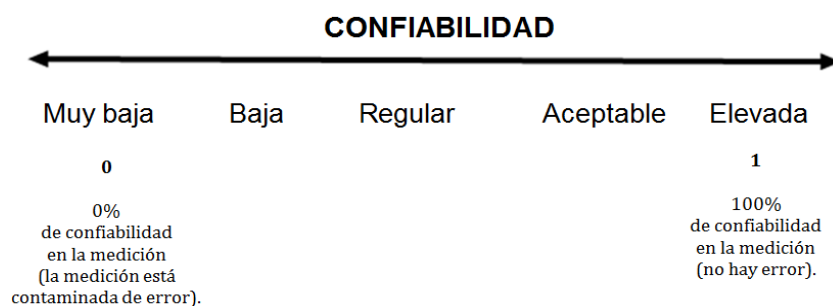 CONFIABILIDAD
Muy baja Baja Regular Aceptable Elevada
0
0%
de confiabilidad
en la medición
(la medición está
contaminada de error).
1
100%
de confiabilidad
en la medición
(no hay error).